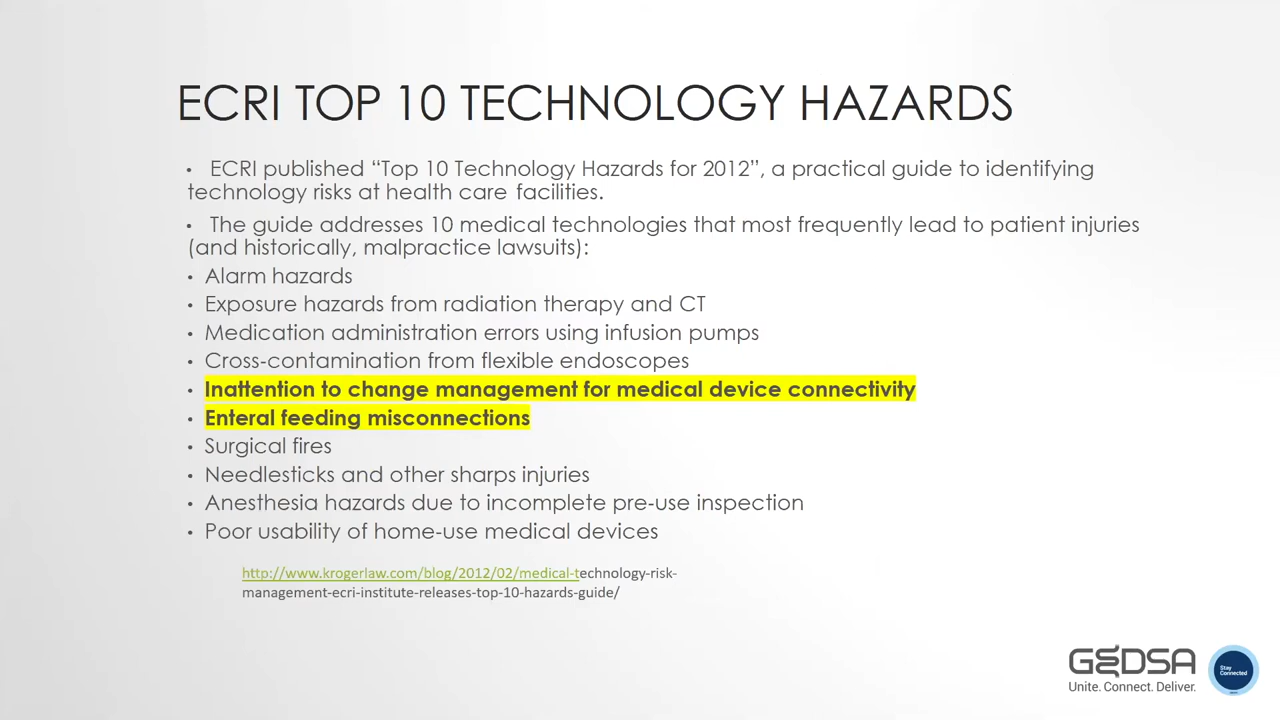 ECRI TOP 10 TECHNOLOGY HAZARDS
• ECRI published “Top 10 Technology Hazards for 2012”, a practical guide to identifying
technology risks at health care facilities.
• The guide addresses 10 medical technologies that most frequently lead to patient injuries
(and historically, malpractice lawsuits):
• Alarm hazards
• Exposure hazards from radiation therapy and CT
• Medication administration errors using infusion pumps
• Cross-contamination from flexible endoscopes
• Inattention to change management for medical device connectivity
• Enteral feeding misconnections
• Surgical fires
• Needlesticks and other sharps injuries
• Anesthesia hazards due to incomplete pre-use inspection
• Poor usability of home-use medical devices
http://www.krogerlaw.com/blog/2012/02/medical-technology-risk-
management-ecri-institute-releases-top-10-hazards-guide/
GEDSA
Unite. Connect. Deliver.
Stay
Connected